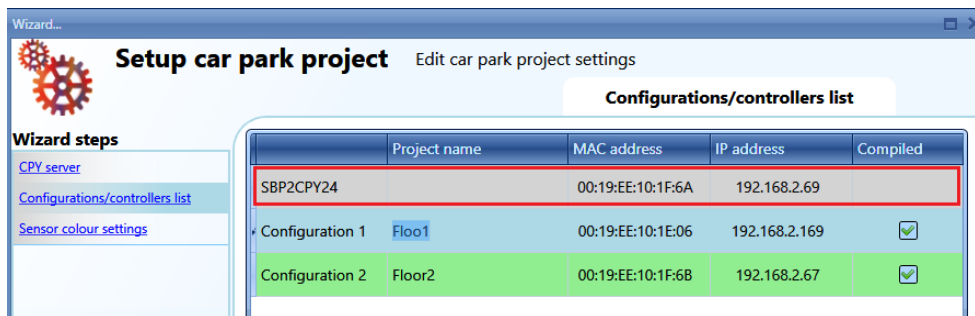 Wizard...
Setup car park project Edit car park project settings
Configurations/controllers list
Wizard steps
CPY server
Configurations/controllers list
Sensor colour settings
Project name MAC address IP address Compiled
SBP2CPY24 00:19:EE:10:1F:6A 192.168.2.69
Configuration 1 Floo1 00:19:EE:10:1E:06 192.168.2.169
Configuration 2 Floor2 00:19:EE:10:1F:6B 192.168.2.67